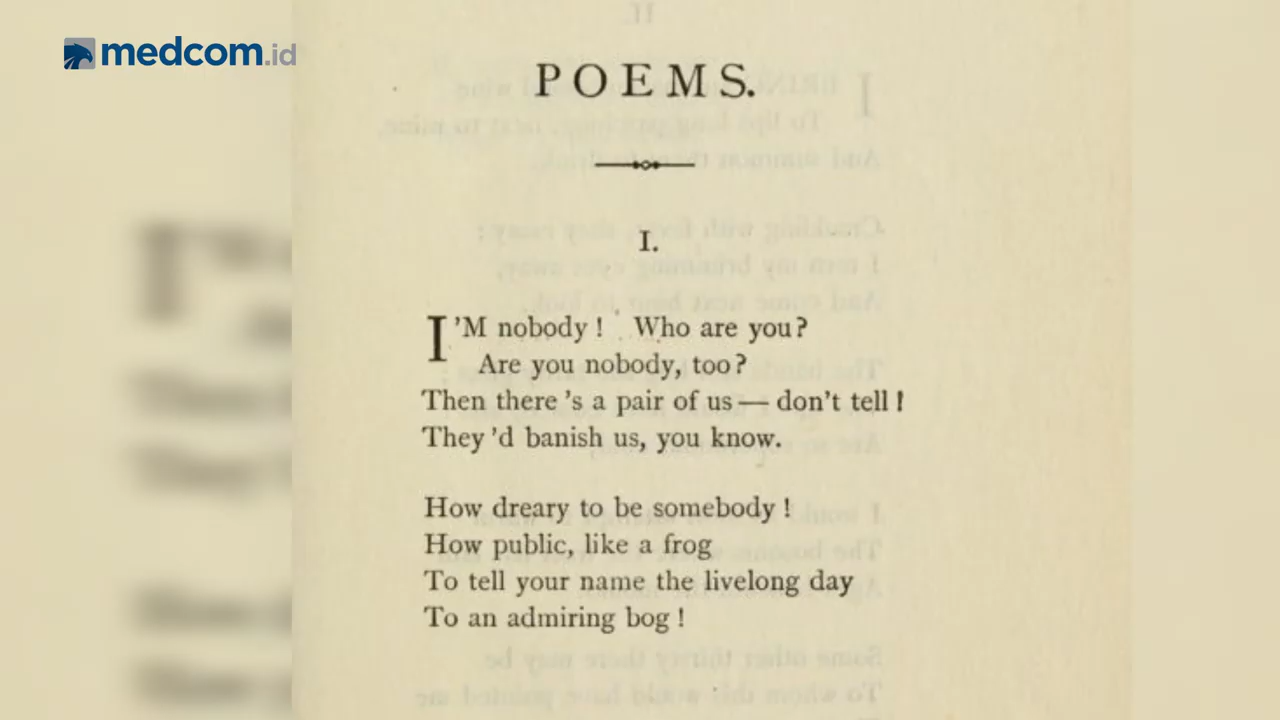 medcom.id
II
POEMS.
I.
I'M nobody! Who are you?
Are you nobody, too?
Then there's a pair of us — don't tell!
They'd banish us, you know.
How dreary to be somebody!
How public, like a frog
To tell your name the livelong day
To an admiring bog!